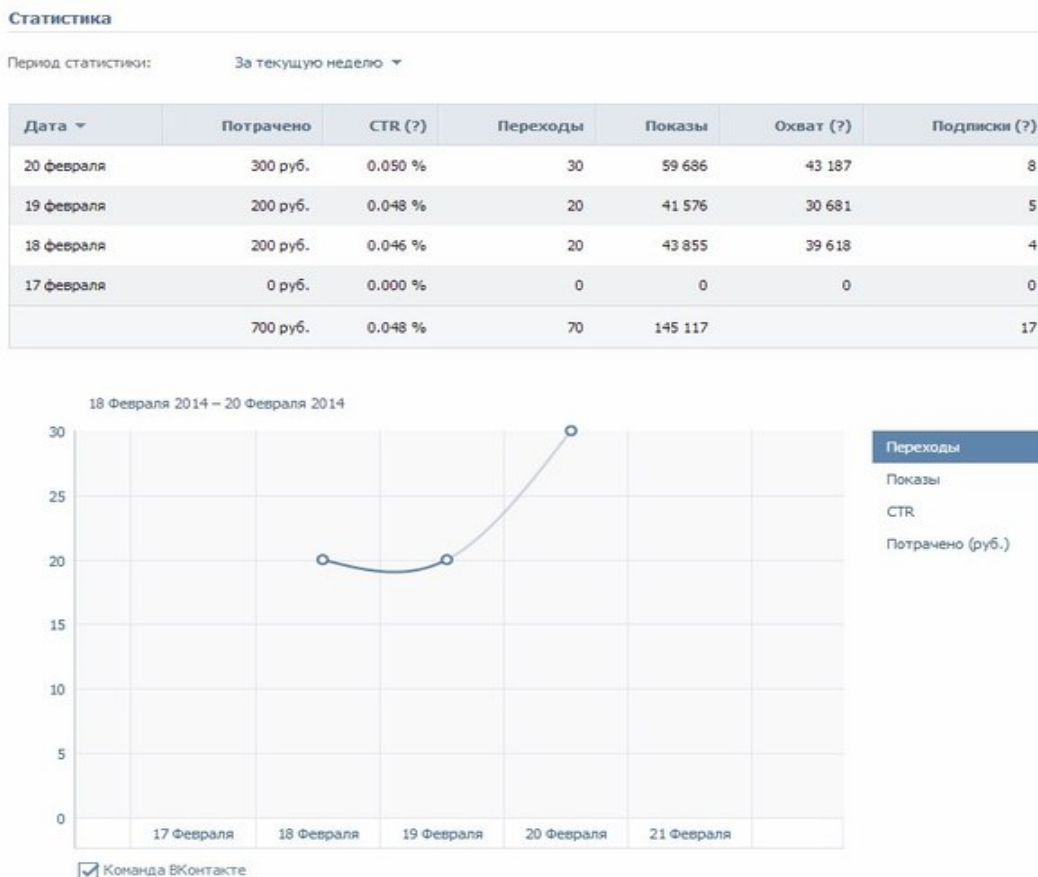 Статистика
Период статистики: За текущую неделю
Дата Потрачено CTR (?) Переходы Показы Охват (?) Подписки (?)
20 февраля 300 руб. 0.050 % 30 59 686 43 187 8
19 февраля 200 руб. 0.048 % 20 41 576 30 681 5
18 февраля 200 руб. 0.046 % 20 43 855 39 618 4
17 февраля 0 руб. 0.000 % 0 0 0 0
700 руб. 0.048 % 70 145 117 17
18 Февраля 2014 – 20 Февраля 2014
30
25
20
15
10
5
0
17 Февраля 18 Февраля 19 Февраля 20 Февраля 21 Февраля
Переходы
Показы
CTR
Потрачено (руб.)
Команда ВКонтакте